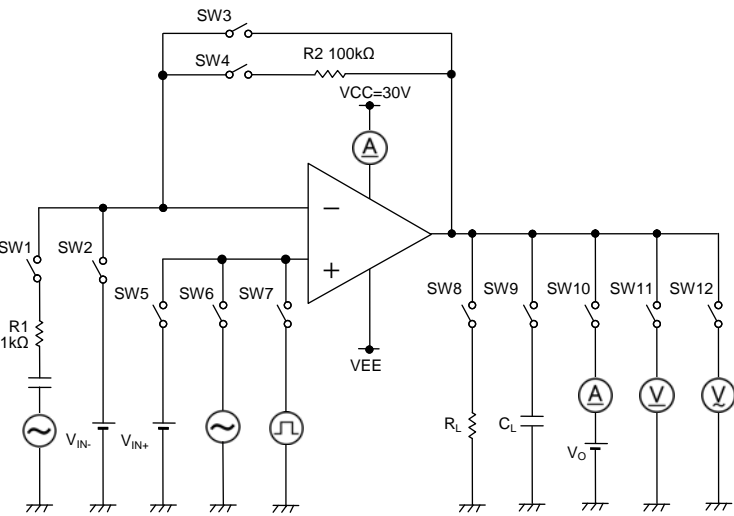 SW3
SW4
R2 100kΩ
VCC=30V
A
−
+
SW1
SW2
SW5
SW6
SW7
SW8
SW9
SW10
SW11
SW12
R1
1kΩ
VEE
VIN-
VIN+
RL
CL
A
VO
V
V